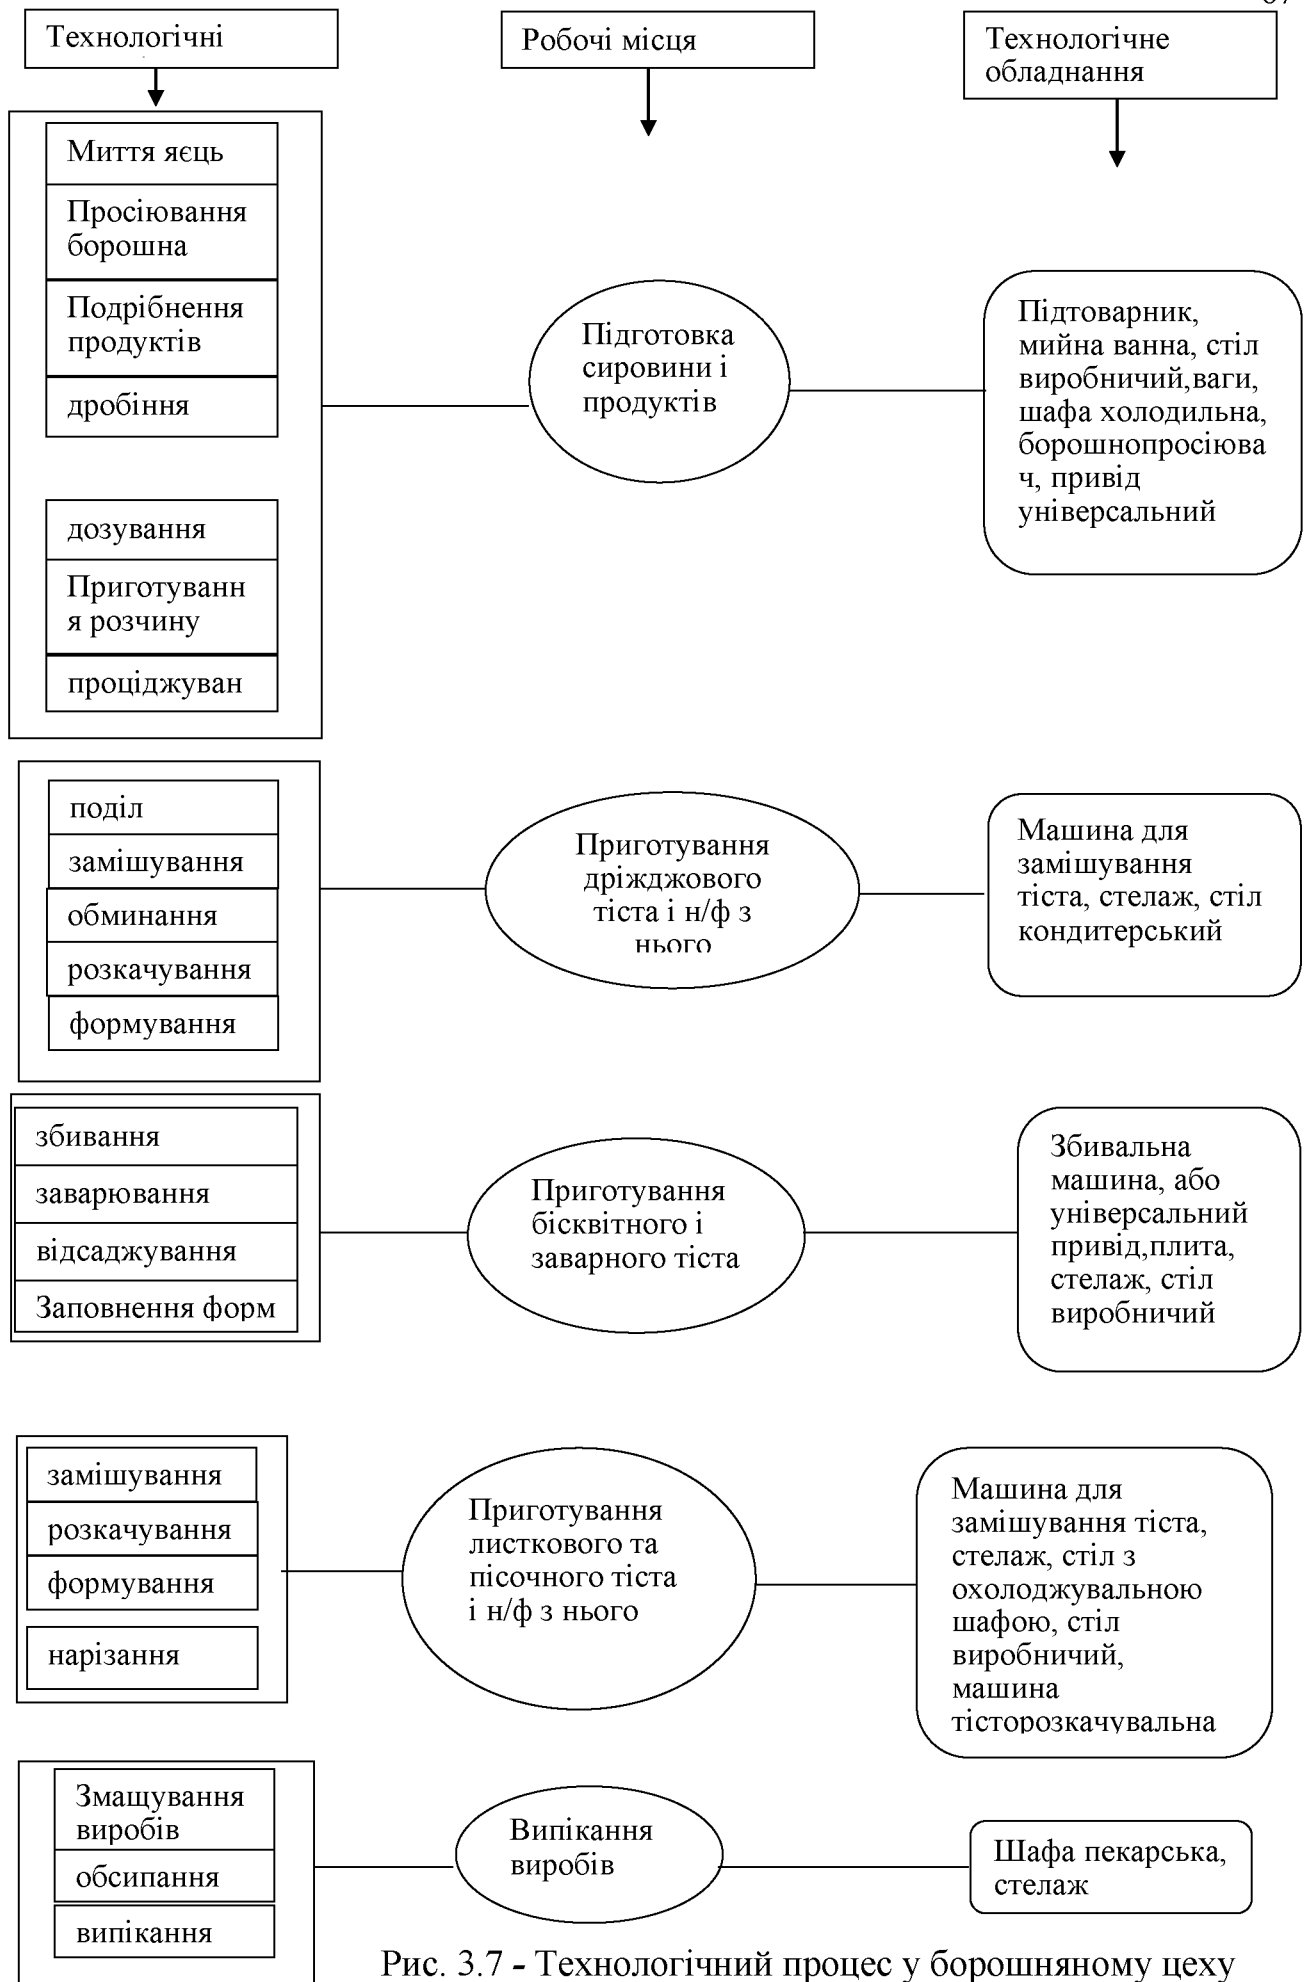 Технологічні
Робочі місця
Технологічне
обладнання
Миття яєць
Просіювання
борошна
Подрібнення
продуктів
дробіння
дозування
Приготуванн
я розчину
проціджуван
Підготовка
сировини і
продуктів
Підтоварник,
мийна ванна, стіл
виробничий,ваги,
шафа холодильна,
борошнопросіюва
ч, привід
універсальний
поділ
замішування
обминання
розкачування
формування
Приготування
дріжджового
тіста і н/ф з
нього
Машина для
замішування
тіста, стелаж, стіл
кондитерський
збивання
заварювання
відсаджування
Заповнення форм
Приготування
бісквітного і
заварного тіста
Збивальна
машина, або
універсальний
привід,плита,
стелаж, стіл
виробничий
замішування
розкачування
формування
нарізання
Приготування
листкового та
пісочного тіста
і н/ф з нього
Машина для
замішування тіста,
стелаж, стіл з
охолоджувальною
шафою, стіл
виробничий,
машина
тісторозкачувальна
Змащування
виробів
обсипання
випікання
Випікання
виробів
Шафа пекарська,
стелаж
Рис. 3.7 - Технологічний процес у борошняному цеху